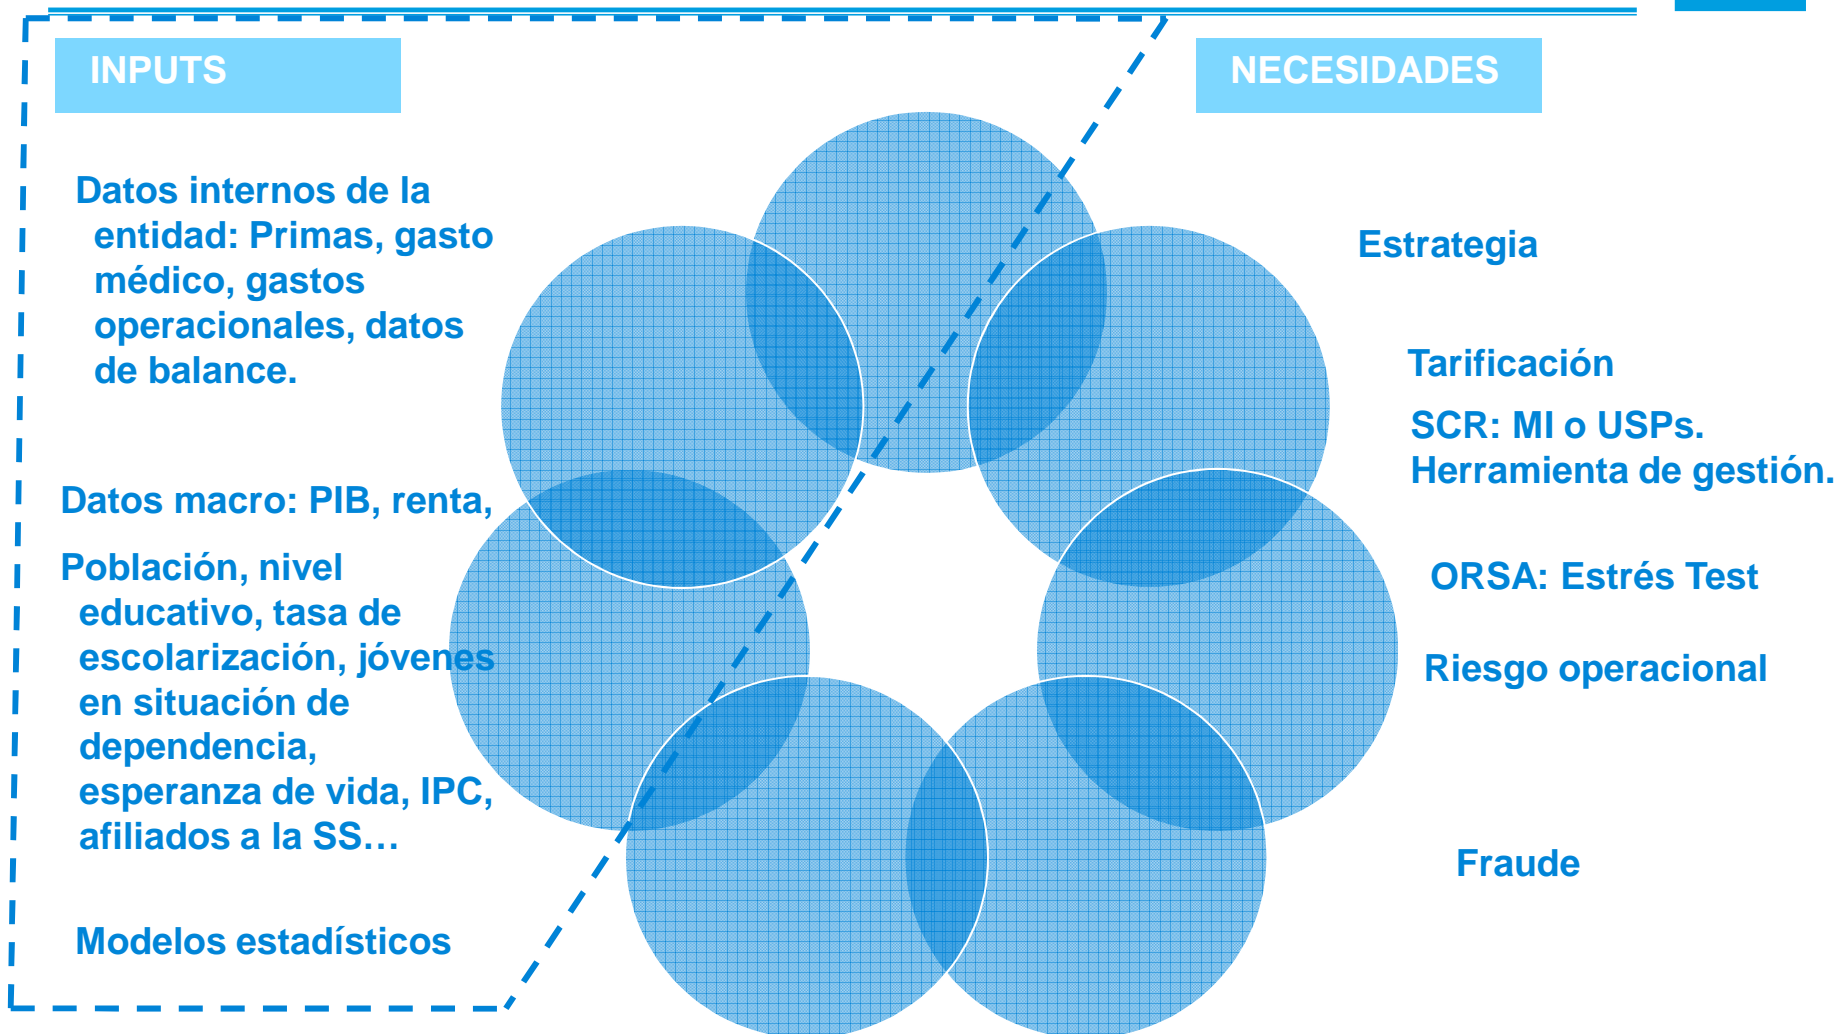 INPUTS
Datos internos de la
entidad: Primas, gasto
médico, gastos
operacionales, datos
de balance.
Datos macro: PIB, renta,
Población, nivel
educativo, tasa de
escolarización, jóvenes
en situación de
dependencia,
esperanza de vida, IPC,
afiliados a la SS…
Modelos estadísticos
NECESIDADES
Estrategia
Tarificación
SCR: MI o USPs.
Herramienta de gestión.
ORSA: Estrés Test
Riesgo operacional
Fraude